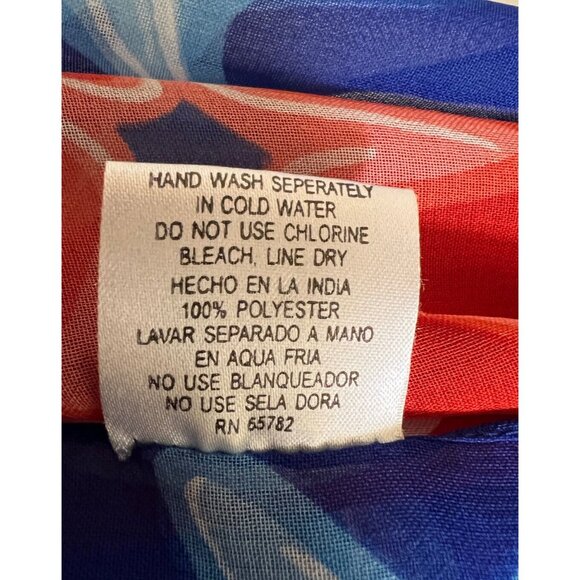 HAND WASH SEPERATELY
IN COLD WATER
DO NOT USE CHLORINE
BLEACH, LINE DRY
HECHO EN LA INDIA
100% POLYESTER
LAVAR SEPARADO A MANO
EN AQUA FRIA
NO USE BLANQUEADOR
NO USE SELA DORA
RN 65782